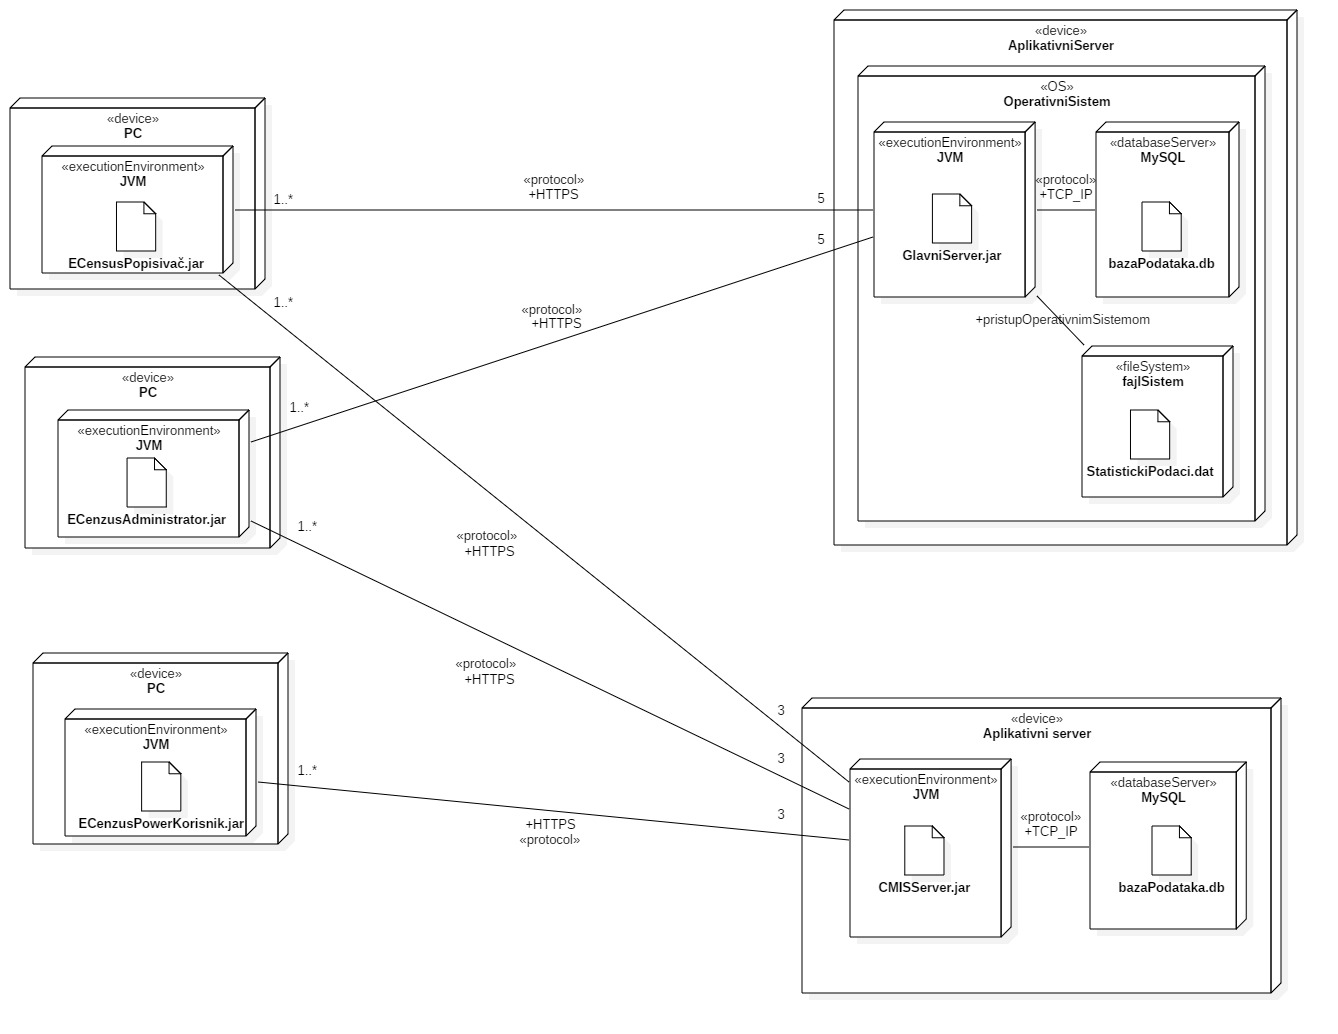 «device»
AplikativniServer
«OS»
OperativniSistem
«executionEnvironment»
JVM
GlavniServer.jar
«protocol»
+TCP_IP
«databaseServer»
MySQL
bazaPodataka.db
+pristupOperativnimSistemom
«fileSystem»
fajlSistem
StatistickiPodaci.dat
«device»
PC
«executionEnvironment»
JVM
ECensusPopisivač.jar
1..*
«protocol»
+HTTPS
5
5
1..*
«protocol»
+HTTPS
«device»
PC
«executionEnvironment»
JVM
ECenzusAdministrator.jar
1..*
1..*
«protocol»
+HTTPS
«protocol»
+HTTPS
«device»
PC
«executionEnvironment»
JVM
ECenzusPowerKorisnik.jar
1..*
+HTTPS
«protocol»
3
3
3
«device»
Aplikativni server
«executionEnvironment»
JVM
CMISServer.jar
«protocol»
+TCP_IP
«databaseServer»
MySQL
bazaPodataka.db